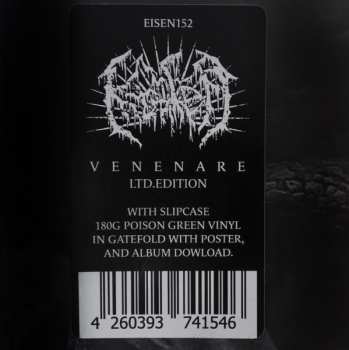 EISEN152
VENENARE
LTD.EDITION
WITH SLIPCASE
180G POISON GREEN VINYL
IN GATEFOLD WITH POSTER,
AND ALBUM DOWLOAD.
4 260393 741546